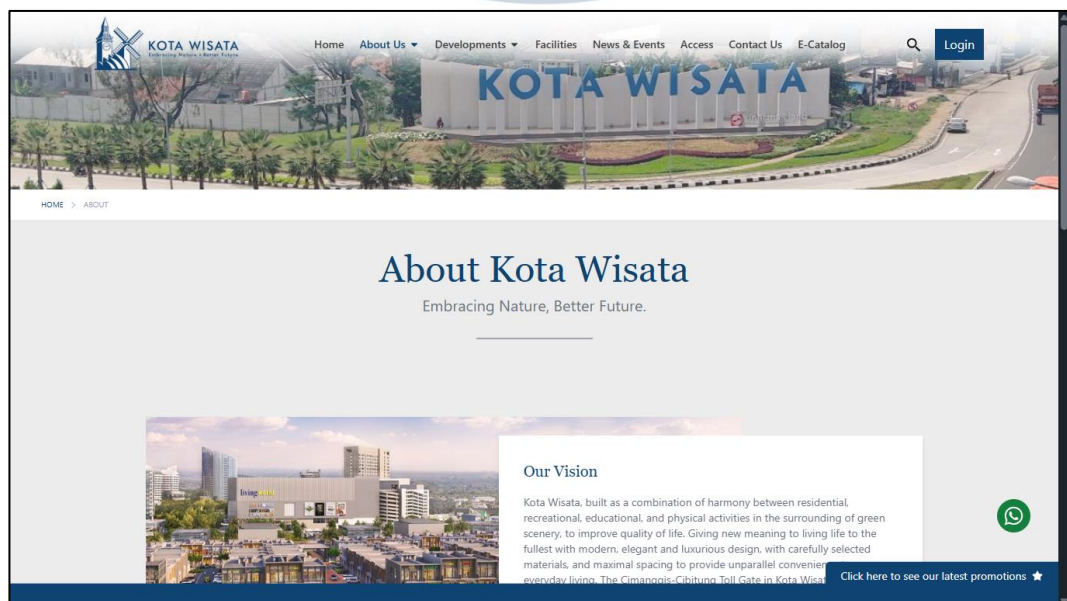 KOTA WISATA
Embracing Nature & Better Future
Home About Us Developments Facilities News & Events Access Contact Us E-Catalog
Login
KOTA WISATA
HOME > ABOUT
About Kota Wisata
Embracing Nature, Better Future.
living
Our Vision
Kota Wisata, built as a combination of harmony between residential,
recreational, educational, and physical activities in the surrounding of green
scenery, to improve quality of life. Giving new meaning to living life to the
fullest with modern, elegant and luxurious design, with carefully selected
materials, and maximal spacing to provide unparallel
everyday living. The Cimanggis-Cibitung Toll Gate in Kota
Click here to see our latest promotions